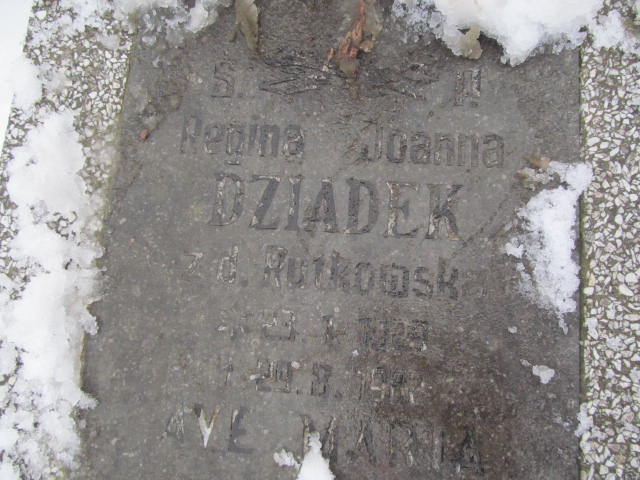 Ś. P.
Regina Joanna
DZIADEK
z d. Rutkowska
AVE MARIA